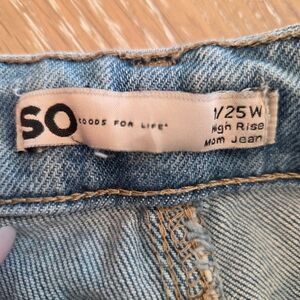 SO
GOODS FOR LIFE®
1/25W
High Rise
Mom Jean